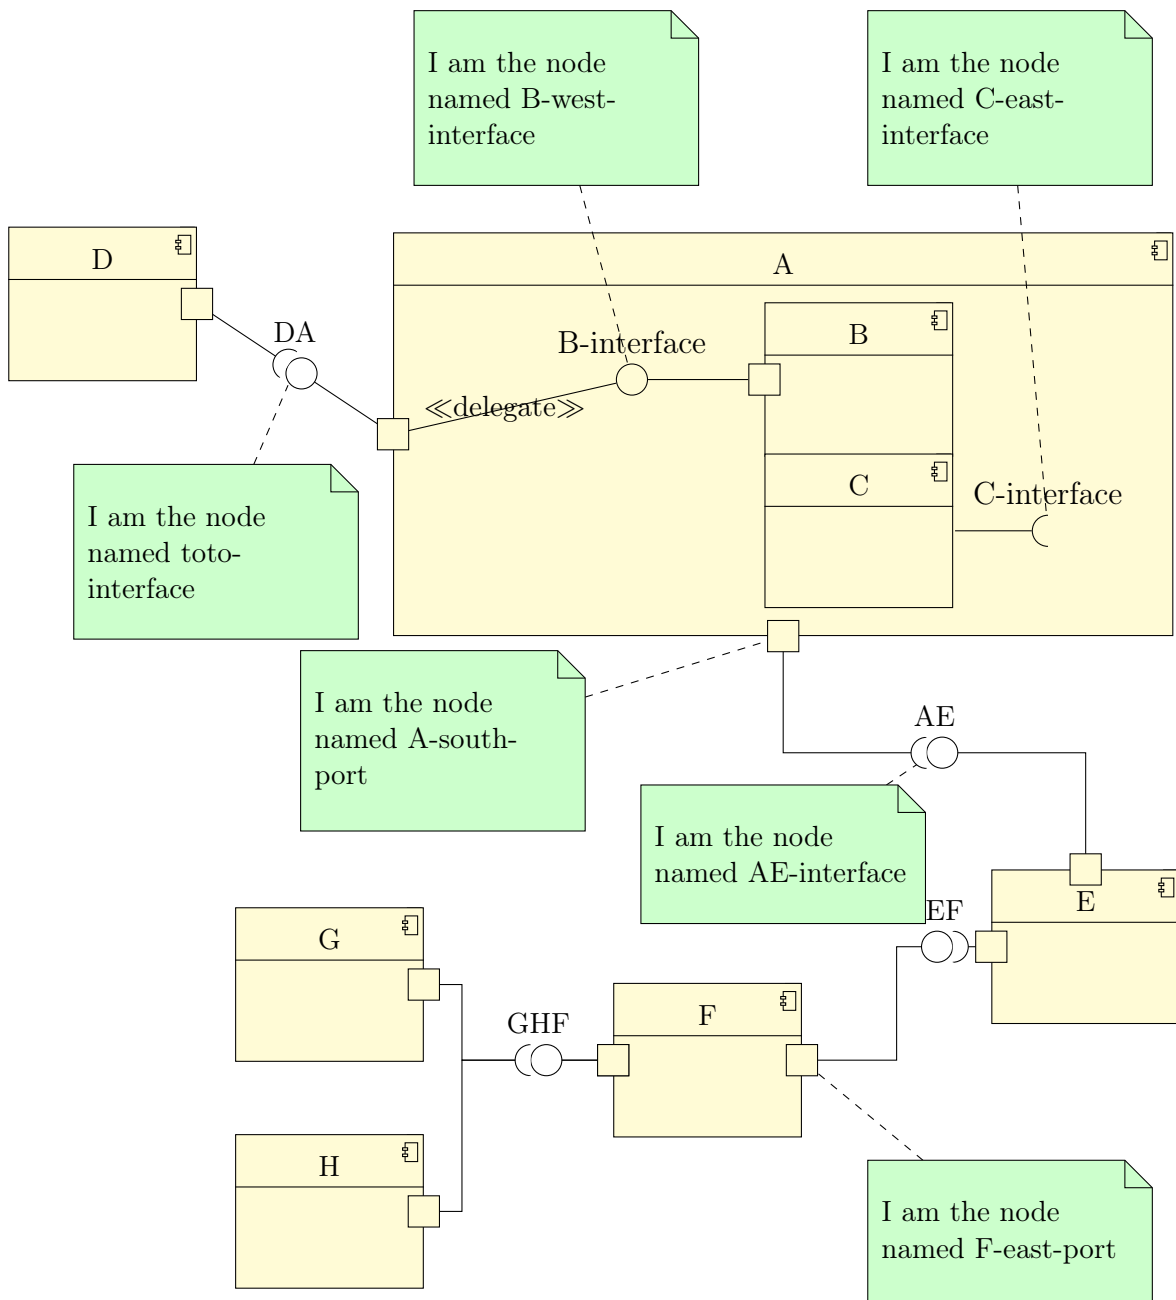 I am the node
named B-west-
interface
I am the node
named C-east-
interface
D
A
DA
B-interface
B
≪delegate≫
C
C-interface
I am the node
named toto-
interface
I am the node
named A-south-
port
AE
I am the node
named AE-interface
E
EF
G
F
GHF
H
I am the node
named F-east-port